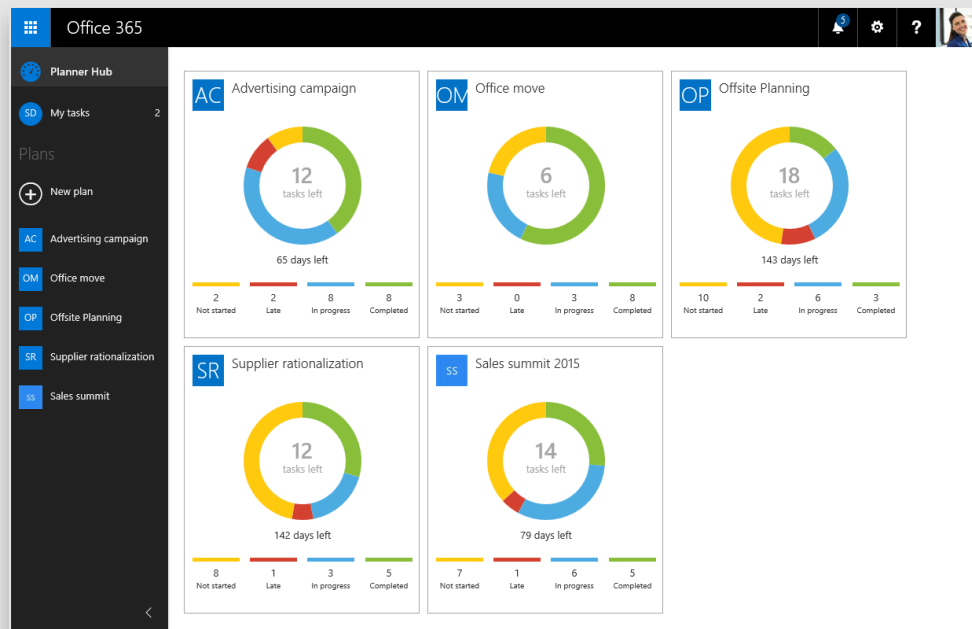 Office 365
5
?
Planner Hub
SD My tasks 2
Plans
New plan
AC Advertising campaign
OM Office move
OP Offsite Planning
SR Supplier rationalization
ss Sales summit
AC Advertising campaign
12
tasks left
65 days left
2 2 8 8
Not started Late In progress Completed
OM Office move
6
tasks left
3 0 3 8
Not started Late In progress Completed
OP Offsite Planning
18
tasks left
143 days left
10 2 6 3
Not started Late In progress Completed
SR Supplier rationalization
12
tasks left
142 days left
8 1 3 5
Not started Late In progress Completed
ss Sales summit 2015
14
tasks left
79 days left
7 1 6 5
Not started Late In progress Completed